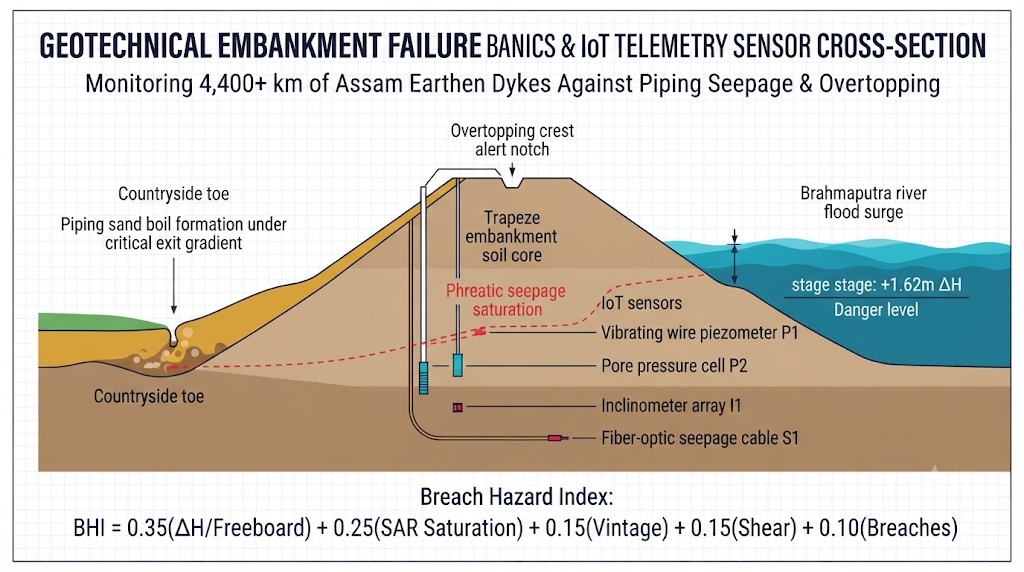 GEOTECHNICAL EMBANKMENT FAILURE BANICS & IoT TELEMETRY SENSOR CROSS-SECTION
Monitoring 4,400+ km of Assam Earthen Dykes Against Piping Seepage & Overtopping
Overtopping crest
alert notch
Countryside toe
Piping sand boil formation under
critical exit gradient
Brahmaputra river
flood surge
Trapeze
embankment
soil core
stage stage: +1.62m ΔH
Danger level
Phreatic seepage
saturation
IoT sensors
Vibrating wire piezometer P1
Pore pressure cell P2
Countryside toe
Inclinometer array I1
Fiber-optic seepage cable S1
Breach Hazard Index:
BHI = 0.35(ΔH/Freeboard) + 0.25(SAR Saturation) + 0.15(Vintage) + 0.15(Shear) + 0.10(Breaches)